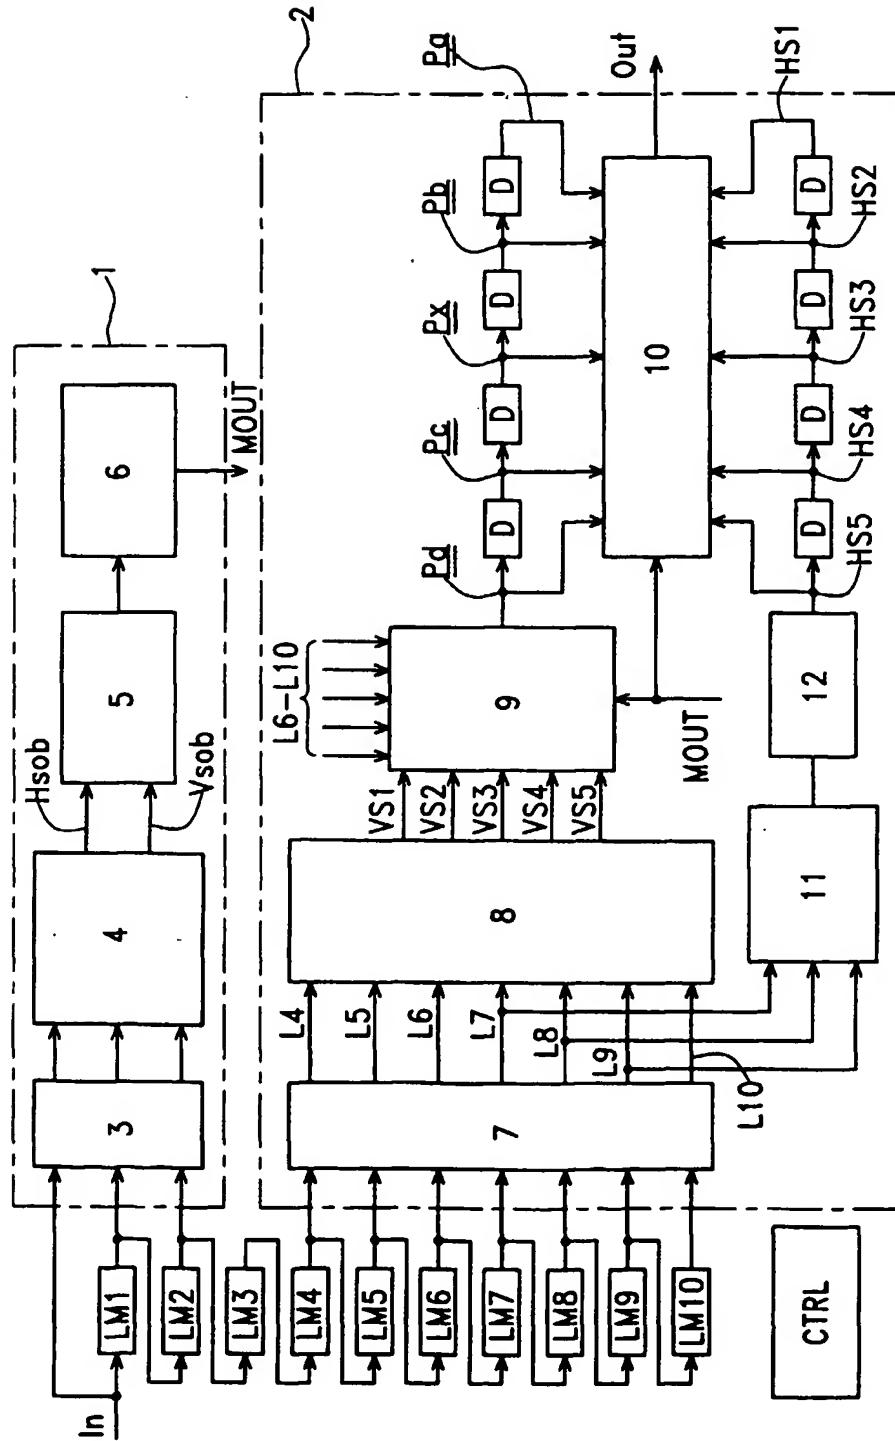 1
2
3
4
5
6
Hsob
Vsob
MOUT
In
LM1
LM2
LM3
LM4
LM5
LM6
LM7
LM8
LM9
LM10
CTRL
7
L4
L5
L6
L7
L8
L9
L10
8
VS1
VS2
VS3
VS4
VS5
L6-L10
9
MOUT
Pd
Pc
Px
Pb
Pa
D
D
D
D
10
Out
11
12
D
D
D
D
HS5
HS4
HS3
HS2
HS1